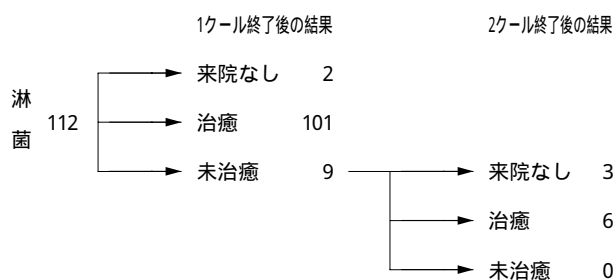 1クール終了後の結果
2クール終了後の結果
淋菌 112
来院なし 2
治癒 101
未治癒 9
来院なし 3
治癒 6
未治癒 0